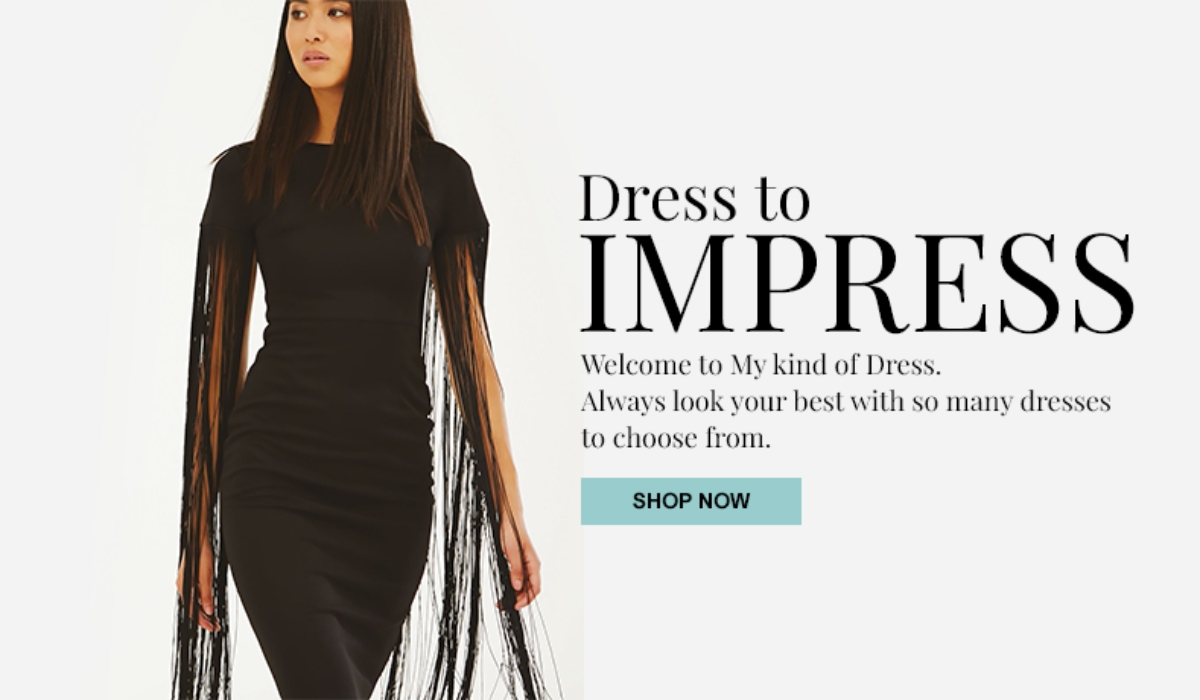 Dress to
IMPRESS
Welcome to My kind of Dress.
Always look your best with so many dresses
to choose from.
SHOP NOW